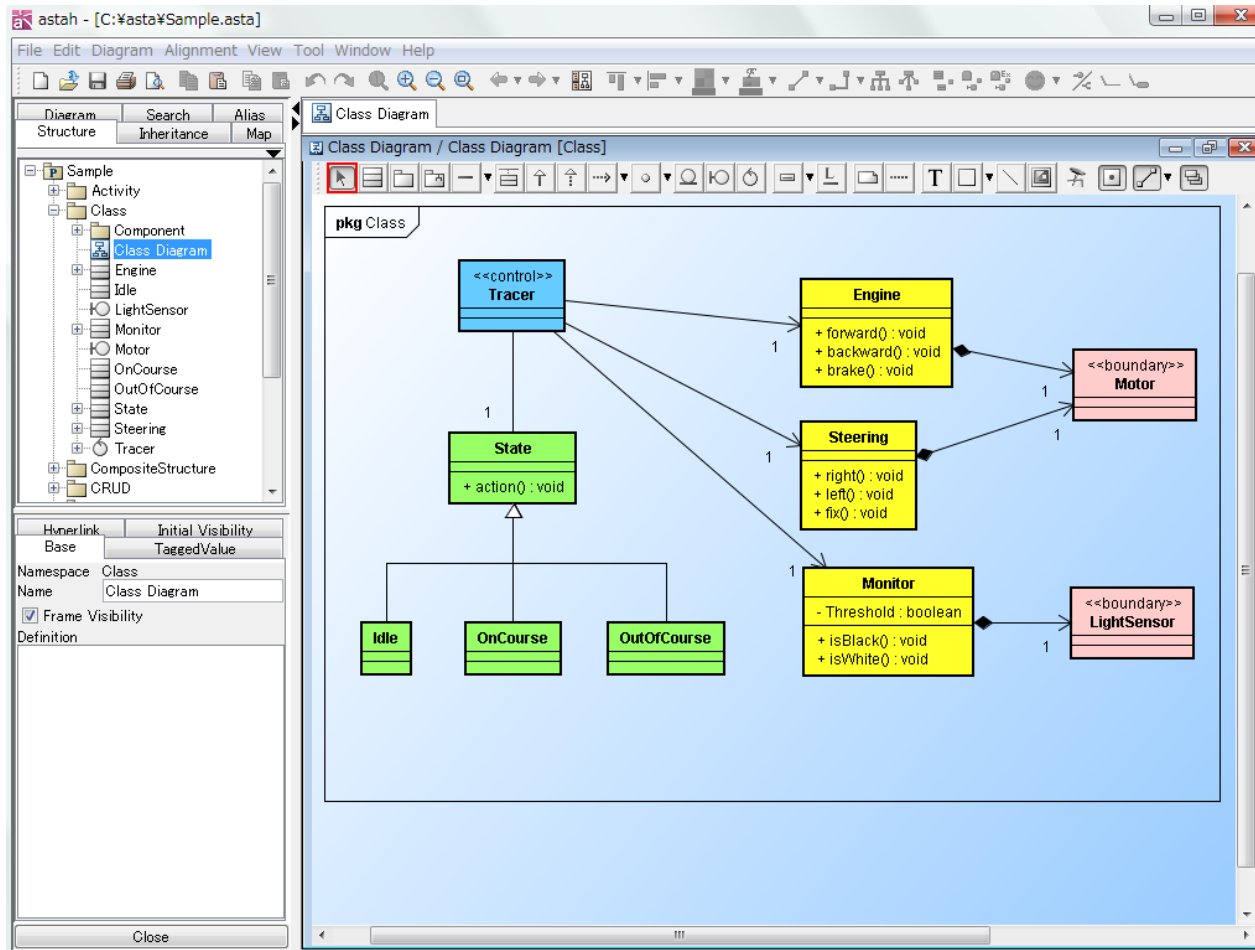 astah - [C:¥asta¥Sample.asta]
File Edit Diagram Alignment View Tool Window Help
Diagram Search Alias
Structure Inheritance Map
Sample
Activity
Class
Component
Class Diagram
Engine
Idle
LightSensor
Monitor
Motor
OnCourse
OutOfCourse
State
Steering
Tracer
CompositeStructure
CRUD
Hyperlink Initial Visibility
Base TaggedValue
Namespace Class
Name Class Diagram
Frame Visibility
Definition
Close
Class Diagram
Class Diagram / Class Diagram [Class]
T
pkg Class
<<control>>
Tracer
1
State
+ action() : void
Idle
OnCourse
OutOfCourse
1
Engine
+ forward() : void
+ backward() : void
+ brake() : void
1
Steering
+ right() : void
+ left() : void
+ fix() : void
1
Monitor
- Threshold : boolean
+ isBlack() : void
+ isWhite() : void
1
<<boundary>>
Motor
1
1
<<boundary>>
LightSensor